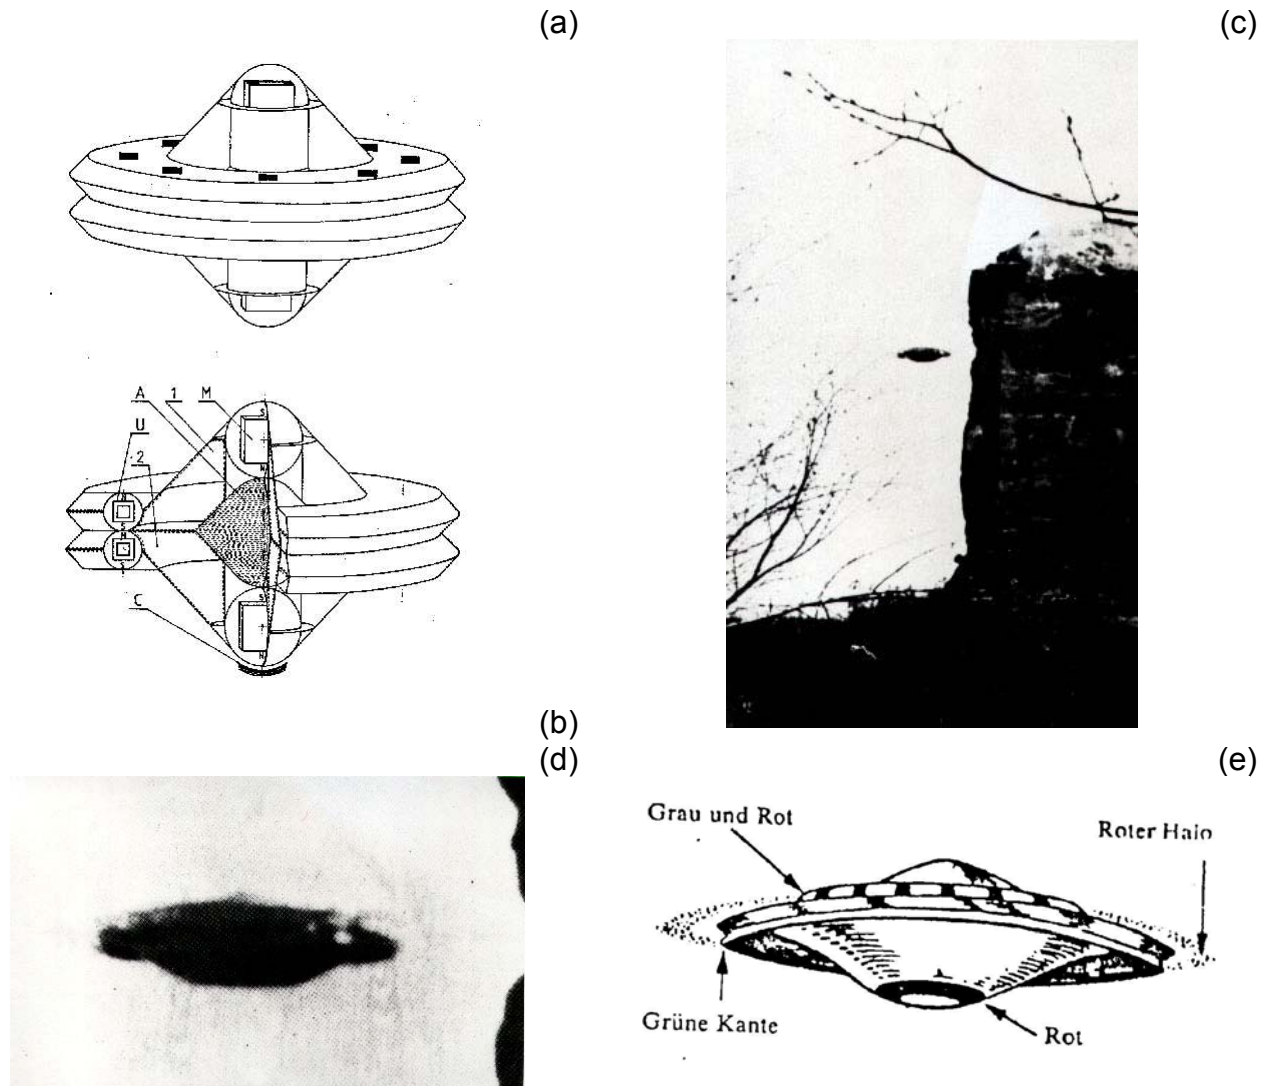 (a)
(c)
A
1
M
U
2
S
N
N
S
N
S
S
N
C
(b)
(d)
(e)
Grau und Rot
Roter Halo
Grüne Kante
Rot